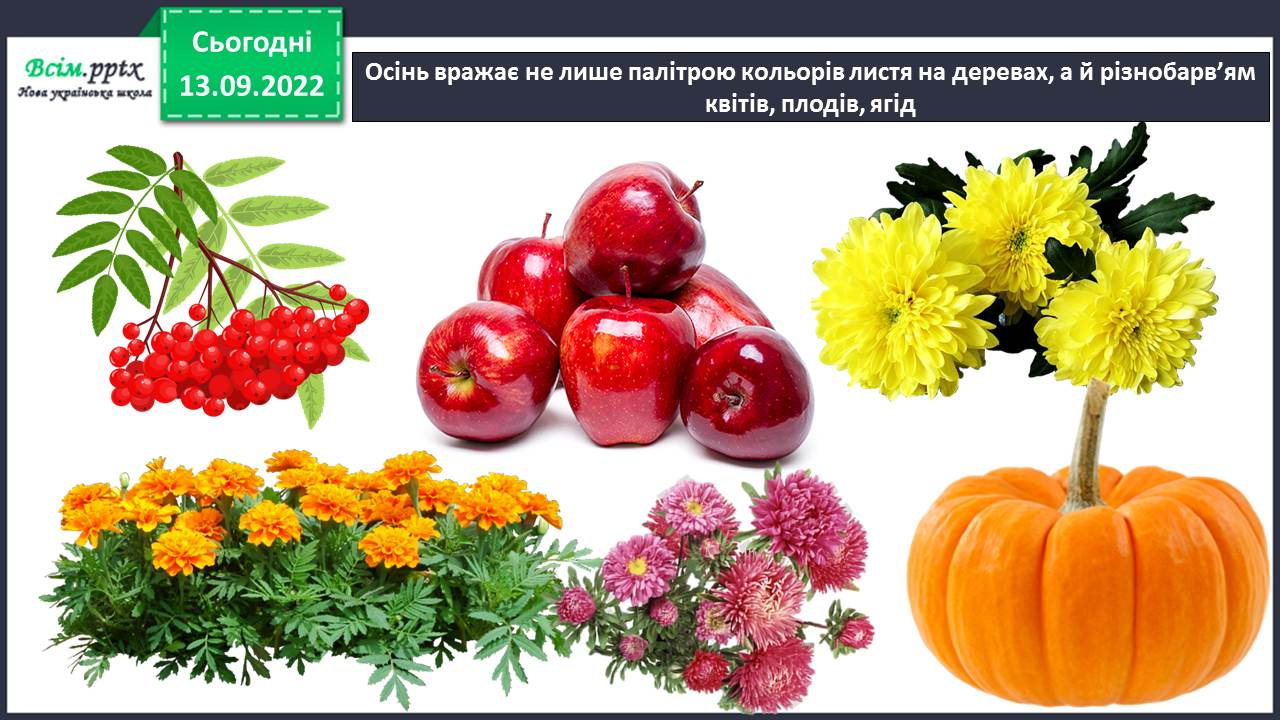 Сьогодні
13.09.2022
Всім.pptx
Нова українська школа
Осінь вражає не лише палітрою кольорів листя на деревах, а й різнобарв’ям
квітів, плодів, ягід